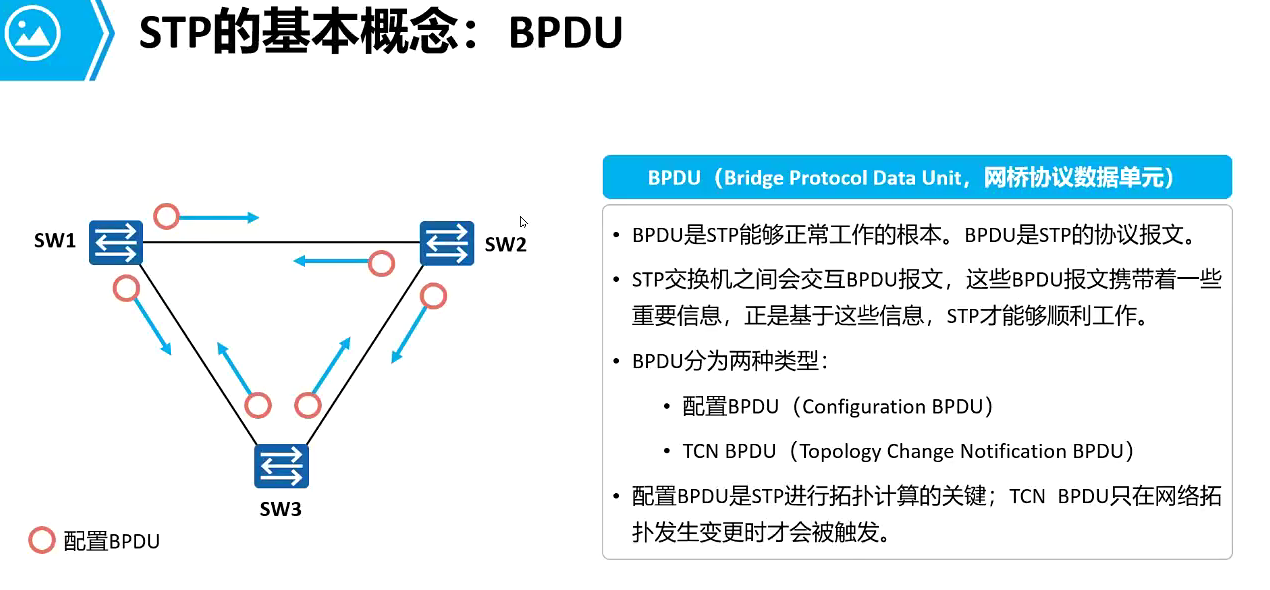 STP的基本概念：BPDU
SW1
SW2
SW3
配置BPDU
BPDU（Bridge Protocol Data Unit，网桥协议数据单元）
• BPDU是STP能够正常工作的根本。BPDU是STP的协议报文。
• STP交换机之间会交互BPDU报文，这些BPDU报文携带着一些
重要信息，正是基于这些信息，STP才能够顺利工作。
• BPDU分为两种类型：
• 配置BPDU（Configuration BPDU）
• TCN BPDU（Topology Change Notification BPDU）
• 配置BPDU是STP进行拓扑计算的关键；TCN BPDU只在网络拓
扑发生变更时才会被触发。